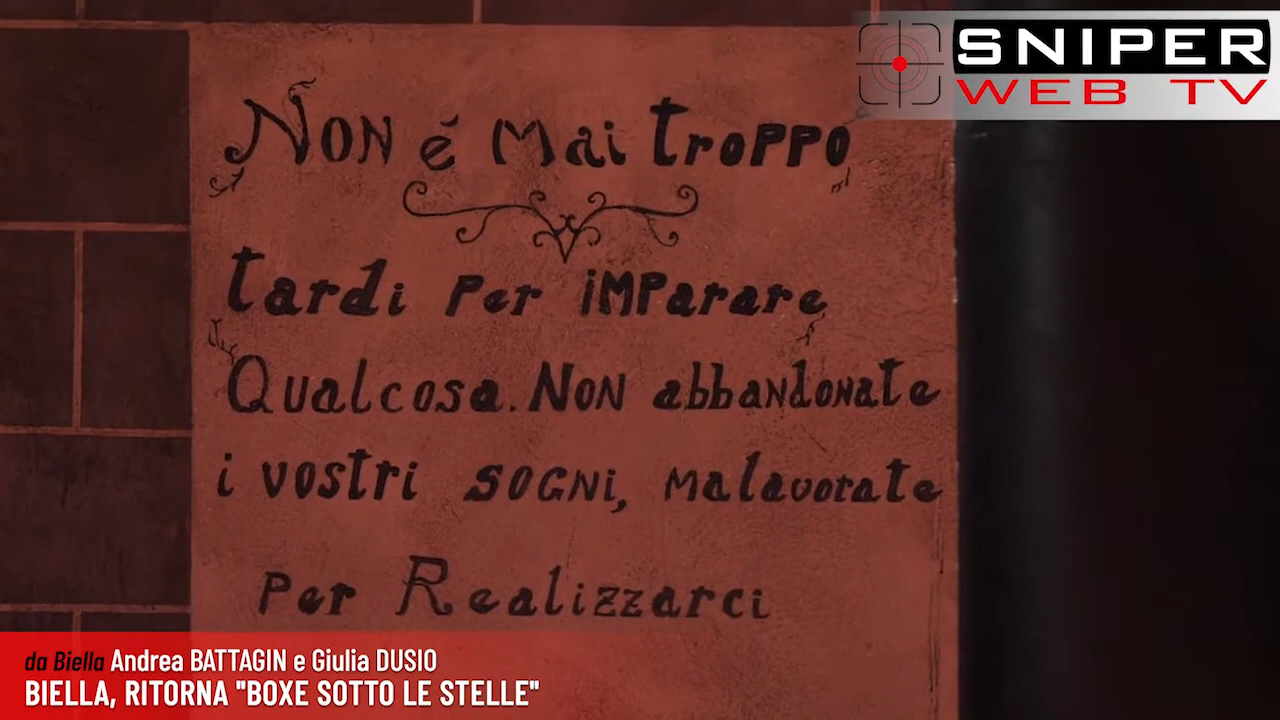 SNIPER
WEB TV
Non é mai troppo
tardi per imparare
Qualcosa. Non abbandonate
i vostri sogni, ma lavorate
per Realizzarci
da Biella Andrea BATTAGIN e Giulia DUSIO
BIELLA, RITORNA "BOXE SOTTO LE STELLE"